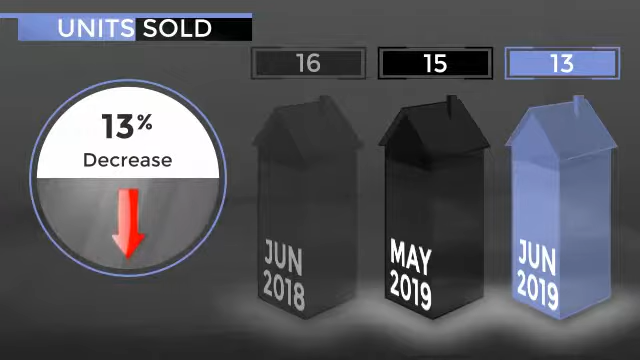 UNITS SOLD
16
15
13
13%
Decrease
JUN
2018
MAY
2019
JUN
2019